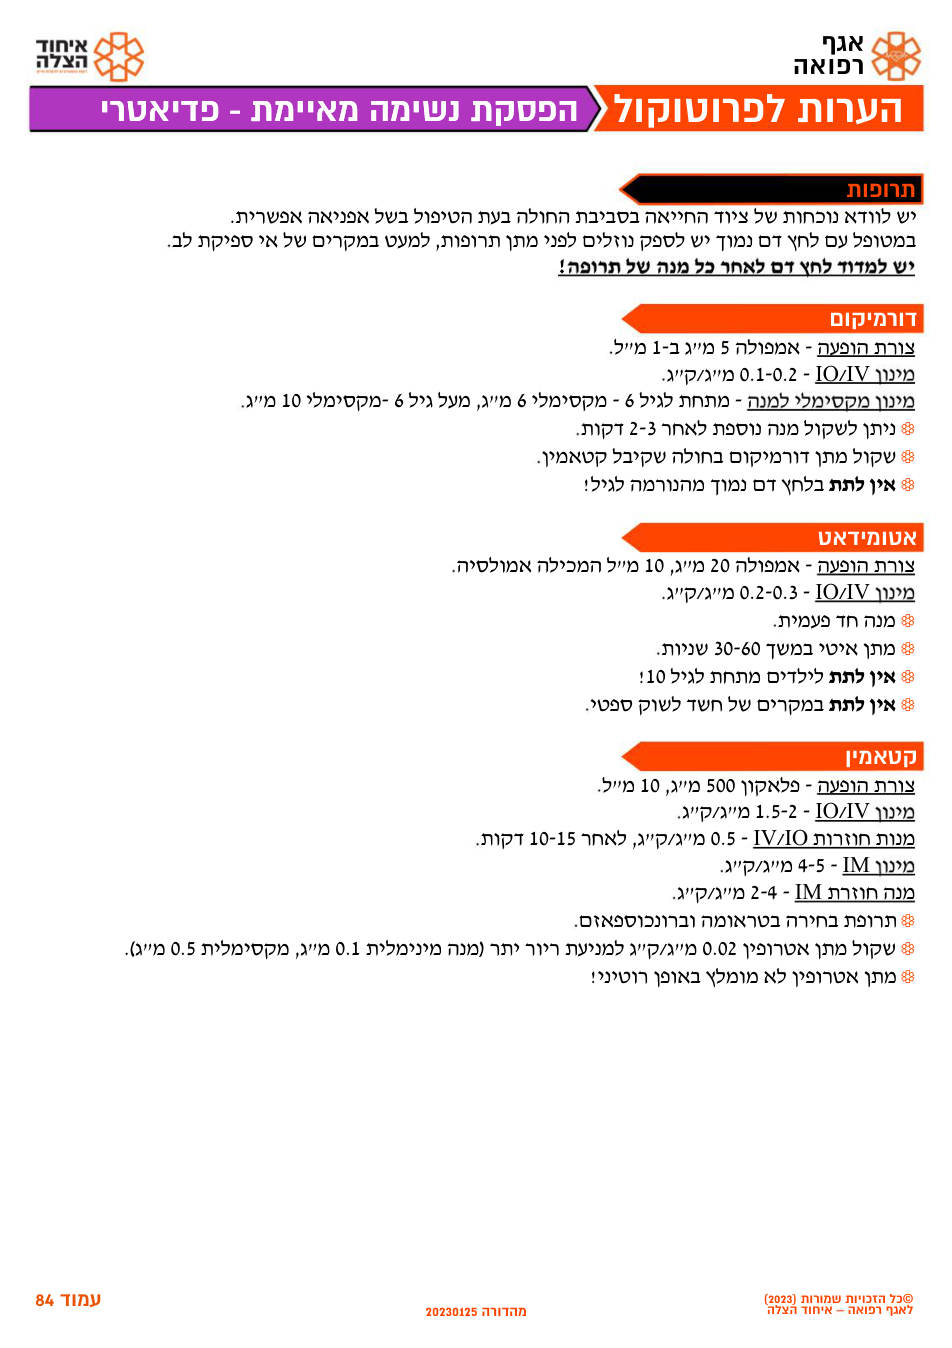 אגף
רפואה
איחוד
הצלה
הערות לפרוטוקול
הפסקת נשימה מאיימת - פדיאטרי
תרופות
יש לוודא נוכחות של ציוד החייאה בסביבת החולה בעת הטיפול בשל אפניאה אפשרית.
במטופל עם לחץ דם נמוך יש לספק נוזלים לפני מתן תרופות, למעט במקרים של אי ספיקת לב.
יש למדוד לחץ דם לאחר כל מנה של תרופה!
דורמיקום
צורת הופעה - אמפולה 5 מ״ג ב-1 מ״ל.
מינון IO/IV - 0.1-0.2 מ״ג/ק״ג.
מינון מקסימלי למנה - מתחת לגיל 6 - מקסימלי 6 מ״ג, מעל גיל 6 -מקסימלי 10 מ״ג.
ניתן לשקול מנה נוספת לאחר 2-3 דקות.
שקול מתן דורמיקום בחולה שקיבל קטאמין.
אין לתת בלחץ דם נמוך מהנורמה לגיל!
אטומידאט
צורת הופעה - אמפולה 20 מ״ג, 10 מ״ל המכילה אמולסיה.
מינון IO/IV - 0.2-0.3 מ״ג/ק״ג.
מנה חד פעמית.
מתן איטי במשך 30-60 שניות.
אין לתת לילדים מתחת לגיל 10!
אין לתת במקרים של חשד לשוק ספטי.
קטאמין
צורת הופעה - פלאקון 500 מ״ג, 10 מ״ל.
מינון IO/IV - 1.5-2 מ״ג/ק״ג.
מנות חוזרות IV/IO - 0.5 מ״ג/ק״ג, לאחר 10-15 דקות.
מינון IM - 4-5 מ״ג/ק״ג.
מנה חוזרת IM - 2-4 מ״ג/ק״ג.
תרופת בחירה בטראומה וברונכוספאזם.
שקול מתן אטרופין 0.02 מ״ג/ק״ג למניעת ריור יתר (מנה מינימלית 0.1 מ״ג, מקסימלית 0.5 מ״ג).
מתן אטרופין לא מומלץ באופן רוטיני!
©כל הזכויות שמורות (2023)
לאגף רפואה – איחוד הצלה
מהדורה 20230125
עמוד 84